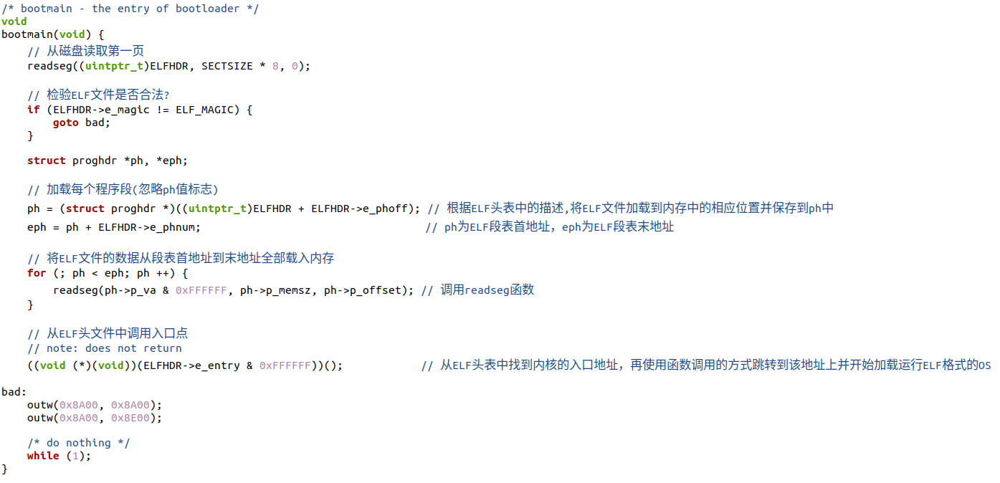 /* bootmain - the entry of bootloader */
void
bootmain(void) {
    // 从磁盘读取第一页
    readseg((uintptr_t)ELFHDR, SECTSIZE * 8, 0);

    // 检验ELF文件是否合法?
    if (ELFHDR->e_magic != ELF_MAGIC) {
        goto bad;
    }

    struct proghdr *ph, *eph;

    // 加载每个程序段(忽略ph值标志)
    ph = (struct proghdr *)((uintptr_t)ELFHDR + ELFHDR->e_phoff); // 根据ELF头表中的描述,将ELF文件加载到内存中的相应位置并保存到ph中
    eph = ph + ELFHDR->e_phnum;                                   // ph为ELF段表首地址，eph为ELF段表末地址

    // 将ELF文件的数据从段表首地址到末地址全部载入内存
    for (; ph < eph; ph ++) {
        readseg(ph->p_va & 0xFFFFFF, ph->p_memsz, ph->p_offset); // 调用readseg函数
    }

    // 从ELF头文件中调用入口点
    // note: does not return
    ((void (*)(void))(ELFHDR->e_entry & 0xFFFFFF))();            // 从ELF头表中找到内核的入口地址，再使用函数调用的方式跳转到该地址上并开始加载运行ELF格式的OS

bad:
    outw(0x8A00, 0x8A00);
    outw(0x8A00, 0x8E00);

    /* do nothing */
    while (1);
}